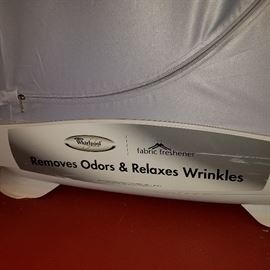 Whirlpool
fabric freshener
Removes Odors & Relaxes Wrinkles